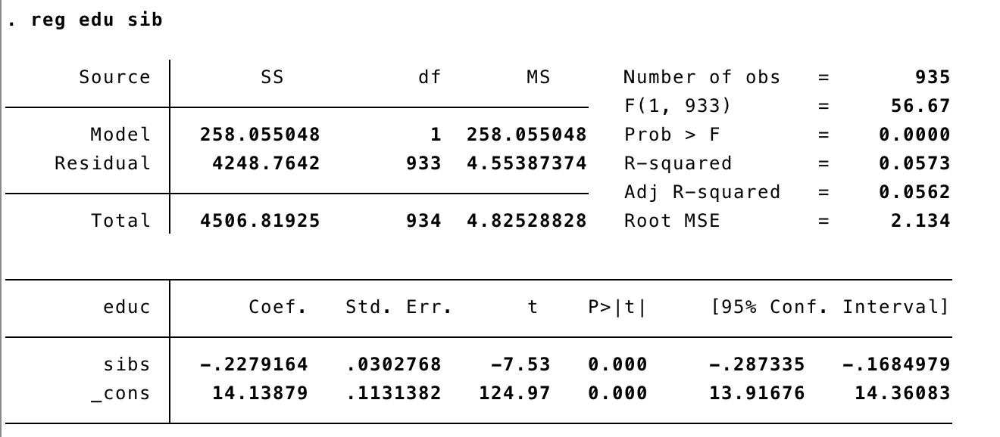 . reg edu sib
Source SS df MS Number of obs = 935
F(1, 933) = 56.67
Model 258.055048 1 258.055048 Prob > F = 0.0000
Residual 4248.7642 933 4.55387374 R-squared = 0.0573
Adj R-squared = 0.0562
Total 4506.81925 934 4.82528828 Root MSE = 2.134
educ Coef. Std. Err. t P>|t| [95% Conf. Interval]
sibs -.2279164 .0302768 -7.53 0.000 -.287335 -.1684979
_cons 14.13879 .1131382 124.97 0.000 13.91676 14.36083